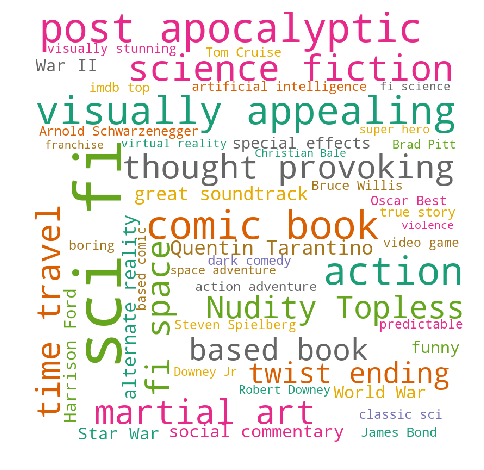 post apocalyptic
visually stunning
Tom Cruise
War II
science fiction
imdb top
artificial intelligence
fi science
visually appealing
Arnold Schwarzenegger
super hero
franchise
virtual reality
special effects
Brad Pitt
Christian Bale
sci fi
thought provoking
Bruce Willis
great soundtrack
Oscar Best
true story
comic book
violence
time travel
Harrison Ford
boring
alternate reality
based comic
fi space
Quentin Tarantino
video game
dark comedy
space adventure
action
action adventure
Nudity Topless
Steven Spielberg
predictable
based book
funny
Downey Jr
twist ending
Robert Downey
World War
martial art
classic sci
Star War
social commentary
James Bond